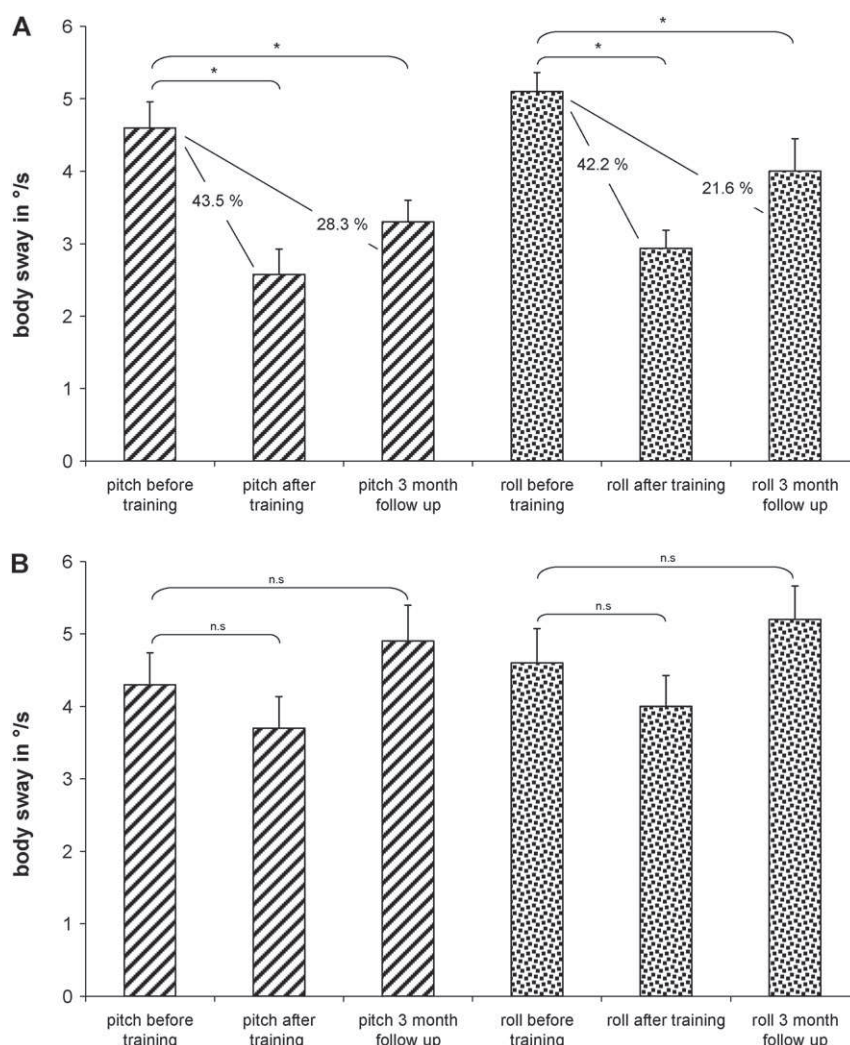 A
6
5
4
3
2
1
0
body sway in °/s
*
*
*
*
43.5 %
28.3 %
42.2 %
21.6 %
pitch before
training
pitch after
training
pitch 3 month
follow up
roll before
training
roll after training
roll 3 month
follow up
B
6
5
4
3
2
1
0
body sway in °/s
n.s
n.s
n.s
n.s
pitch before
training
pitch after
training
pitch 3 month
follow up
roll before
training
roll after training
roll 3 month
follow up